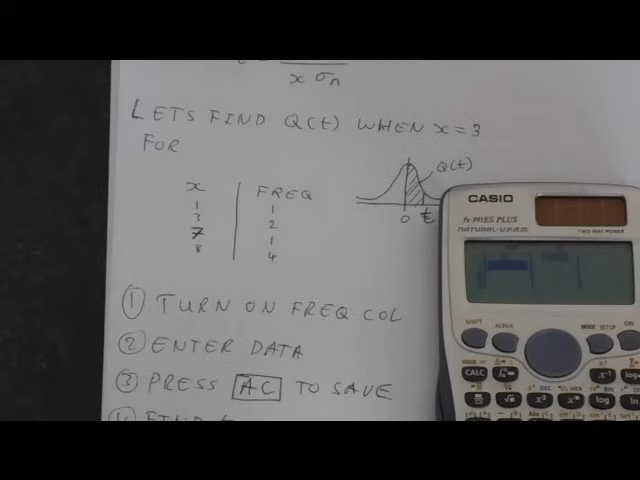 x σn
LETS FIND Q(t) WHEN x = 3
FOR
x FREQ
1 1
3 2
7 1
8 4
Q(t)
0 t
① TURN ON FREQ COL
② ENTER DATA
③ PRESS AC TO SAVE
CASIO
fx-991ES PLUS
NATURAL-V.P.A.M.
TWO WAY POWER
SHIFT ALPHA MODE SETUP ON
CALC x⁻¹
x² log ln